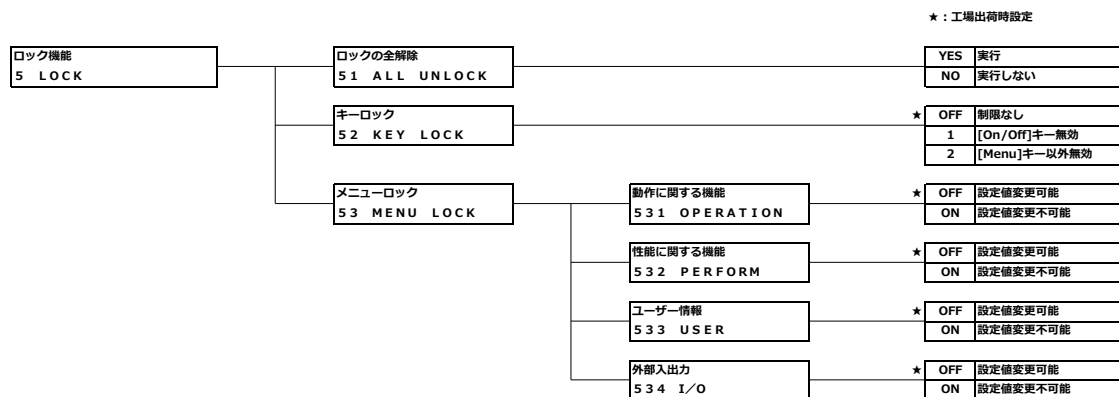 ★：工場出荷時設定
ロック機能
５　ＬＯＣＫ
ロックの全解除
５１　ＡＬＬ　ＵＮＬＯＣＫ
YES 実行
NO 実行しない
キーロック
５２　ＫＥＹ　ＬＯＣＫ
★ OFF 制限なし
1 [On/Off]キー無効
2 [Menu]キー以外無効
メニューロック
５３　ＭＥＮＵ　ＬＯＣＫ
動作に関する機能
５３１　ＯＰＥＲＡＴＩＯＮ
★ OFF 設定値変更可能
ON 設定値変更不可能
性能に関する機能
５３２　ＰＥＲＦＯＲＭ
★ OFF 設定値変更可能
ON 設定値変更不可能
ユーザー情報
５３３　ＵＳＥＲ
★ OFF 設定値変更可能
ON 設定値変更不可能
外部入出力
５３４　Ｉ／Ｏ
★ OFF 設定値変更可能
ON 設定値変更不可能